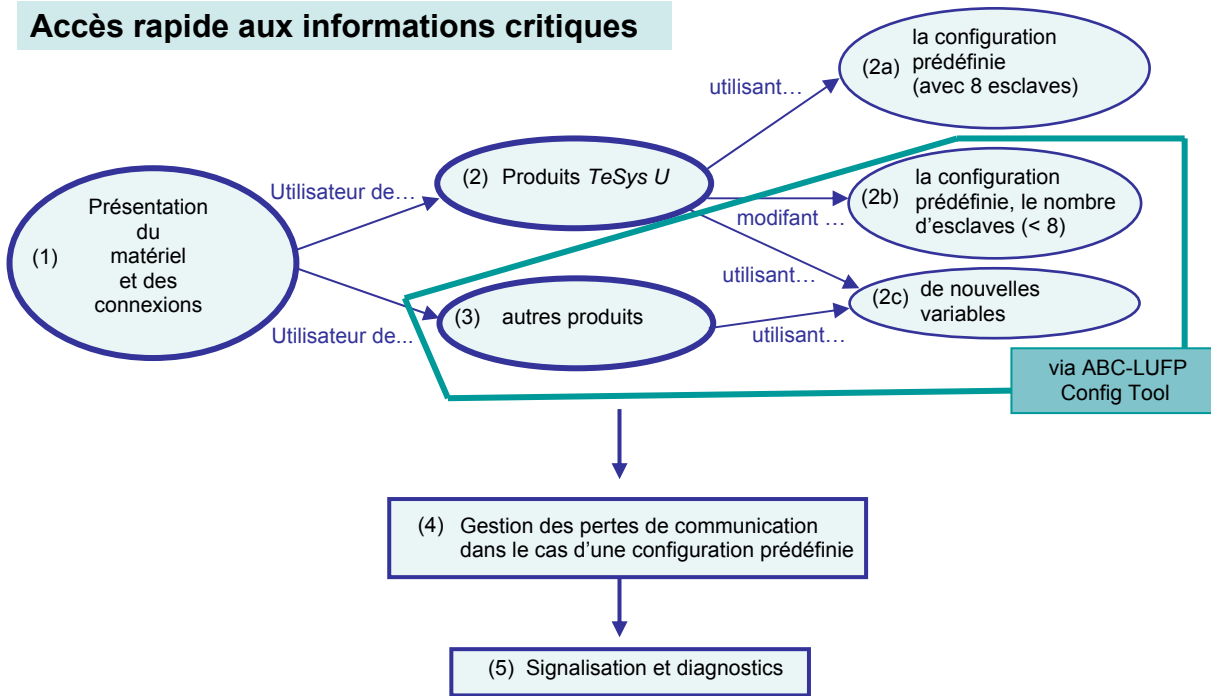 Accès rapide aux informations critiques
(1)
Présentation
du
matériel
et des
connexions
Utilisateur de…
Utilisateur de...
(2) Produits TeSys U
(3) autres produits
utilisant…
modifant …
utilisant…
utilisant…
(2a)
la configuration
prédéfinie
(avec 8 esclaves)
(2b)
la configuration
prédéfinie, le nombre
d’esclaves (< 8)
(2c)
de nouvelles
variables
via ABC-LUFP
Config Tool
(4) Gestion des pertes de communication
dans le cas d’une configuration prédéfinie
(5) Signalisation et diagnostics